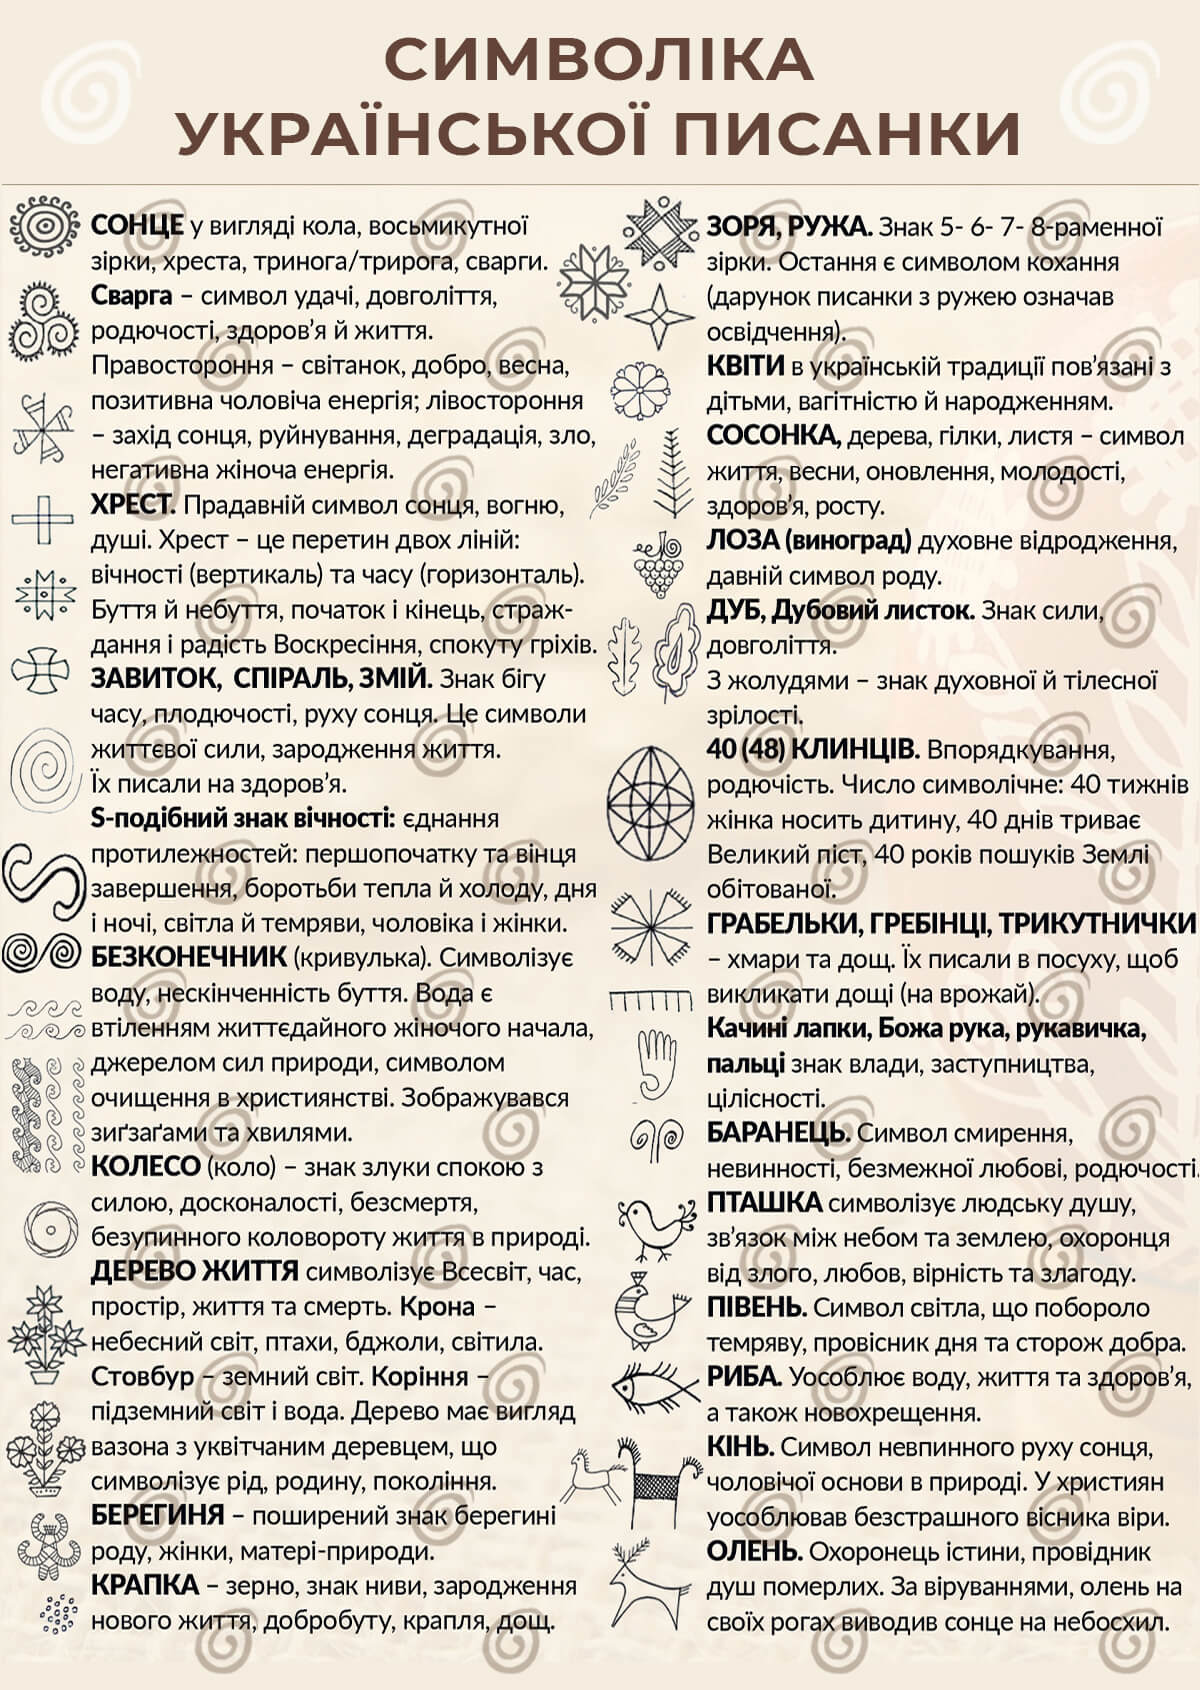 СИМВОЛІКА
УКРАЇНСЬКОЇ ПИСАНКИ
СОНЦЕ у вигляді кола, восьмикутної
зірки, хреста, тринога/трирога, сварги.
Сварга – символ удачі, довголіття,
родючості, здоров’я й життя.
Правостороння – світанок, добро, весна,
позитивна чоловіча енергія; лівостороння
– захід сонця, руйнування, деградація, зло,
негативна жіноча енергія.
ХРЕСТ. Прадавній символ сонця, вогню,
душі. Хрест – це перетин двох ліній:
вічності (вертикаль) та часу (горизонталь).
Буття й небуття, початок і кінець, страж-
дання і радість Воскресіння, спокуту гріхів.
ЗАВИТОК, СПІРАЛЬ, ЗМІЙ. Знак бігу
часу, плодючості, руху сонця. Це символи
життєвої сили, зародження життя.
Їх писали на здоров’я.
S-подібний знак вічності: єднання
протилежностей: першопочатку та вінця
завершення, боротьби тепла й холоду, дня
і ночі, світла й темряви, чоловіка і жінки.
БЕЗКОНЕЧНИК (кривулька). Символізує
воду, нескінченність буття. Вода є
втіленням життєдайного жіночого начала,
джерелом сил природи, символом
очищення в християнстві. Зображувався
зиґзаґами та хвилями.
КОЛЕСО (коло) – знак злуки спокою з
силою, досконалості, безсмертя,
безупинного коловороту життя в природі.
ДЕРЕВО ЖИТТЯ символізує Всесвіт, час,
простір, життя та смерть. Крона –
небесний світ, птахи, бджоли, світила.
Стовбур – земний світ. Коріння –
підземний світ і вода. Дерево має вигляд
вазона з уквітчаним деревцем, що
символізує рід, родину, покоління.
БЕРЕГИНЯ – поширений знак берегині
роду, жінки, матері-природи.
КРАПКА – зерно, знак ниви, зародження
нового життя, добробуту, крапля, дощ.
ЗОРЯ, РУЖА. Знак 5- 6- 7- 8-раменної
зірки. Остання є символом кохання
(дарунок писанки з ружею означав
освідчення).
КВІТИ в українській традиції пов’язані з
дітьми, вагітністю й народженням.
СОСОНКА, дерева, гілки, листя – символ
життя, весни, оновлення, молодості,
здоров’я, росту.
ЛОЗА (виноград) духовне відродження,
давній символ роду.
ДУБ, Дубовий листок. Знак сили,
довголіття.
З жолудями – знак духовної й тілесної
зрілості.
40 (48) КЛИНЦІВ. Впорядкування,
родючість. Число символічне: 40 тижнів
жінка носить дитину, 40 днів триває
Великий піст, 40 років пошуків Землі
обітованої.
ГРАБЕЛЬКИ, ГРЕБІНЦІ, ТРИКУТНИЧКИ
– хмари та дощ. Їх писали в посуху, щоб
викликати дощі (на врожай).
Качині лапки, Божа рука, рукавичка,
пальці знак влади, заступництва,
цілісності.
БАРАНЕЦЬ. Символ смирення,
невинності, безмежної любові, родючості.
ПТАШКА символізує людську душу,
зв’язок між небом та землею, охоронця
від злого, любов, вірність та злагоду.
ПІВЕНЬ. Символ світла, що побороло
темряву, провісник дня та сторож добра.
РИБА. Уособлює воду, життя та здоров’я,
а також новохрещення.
КІНЬ. Символ невпинного руху сонця,
чоловічої основи в природі. У християн
уособлював безстрашного вісника віри.
ОЛЕНЬ. Охоронець істини, провідник
душ померлих. За віруваннями, олень на
своїх рогах виводив сонце на небосхил.